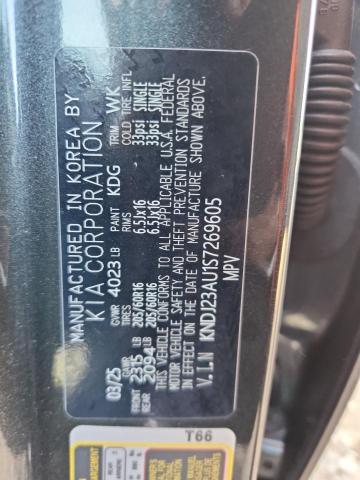 MANUFACTURED IN KOREA BY
KIA CORPORATION
03/25 GVWR 4023 LB PAINT KDG TRIM WK
GAWR TIRES RIMS COLD TIRE INFL
FRONT 2315 LB 205/60R16 6.5Jx16 33psi SINGLE
REAR 2094 LB 205/60R16 6.5Jx16 33psi SINGLE
THIS VEHICLE CONFORMS TO ALL APPLICABLE U.S.A. FEDERAL
MOTOR VEHICLE SAFETY AND THEFT PREVENTION STANDARDS
IN EFFECT ON THE DATE OF MANUFACTURE SHOWN ABOVE.
V.I.N KNDJ23AU1S7269605
MPV
T66